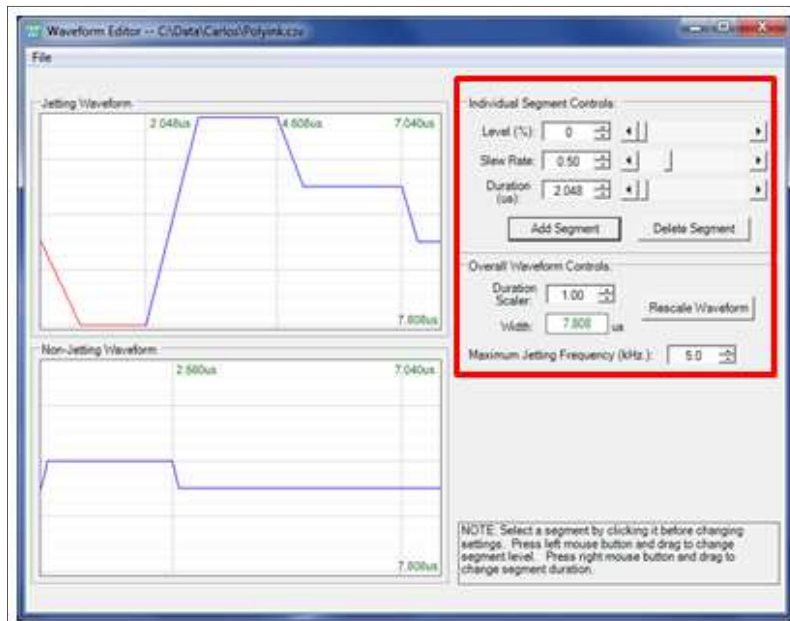 Waveform Editor -- C:\Data\Carlos\Polyink.csv
File
Jetting Waveform
2.048us
4.608us
7.040us
7.808us
Non-Jetting Waveform
2.560us
7.040us
7.808us
Individual Segment Controls:
Level (%): 0
Slew Rate: 0.50
Duration (us): 2.048
Add Segment Delete Segment
Overall Waveform Controls:
Duration Scaler: 1.00
Rescale Waveform
Width: 7.808 us
Maximum Jetting Frequency (kHz.): 5.0
NOTE: Select a segment by clicking it before changing
settings. Press left mouse button and drag to change
segment level. Press right mouse button and drag to
change segment duration.